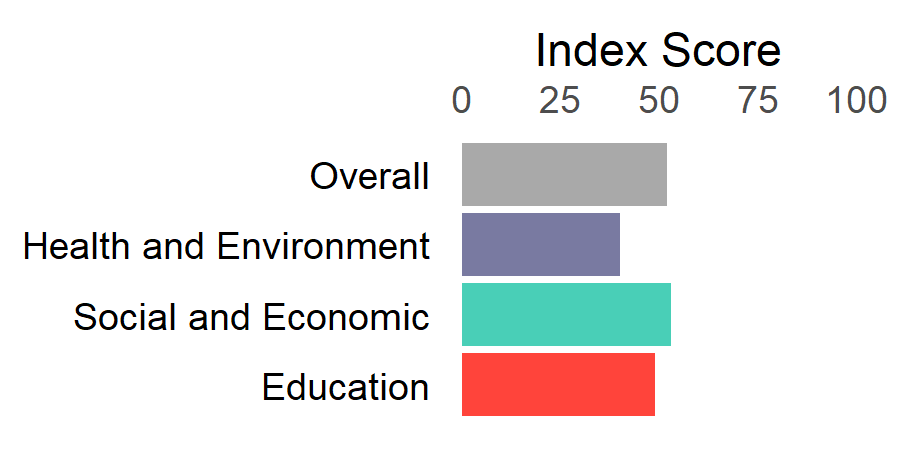 Index Score
0 25 50 75 100
Overall
Health and Environment
Social and Economic
Education